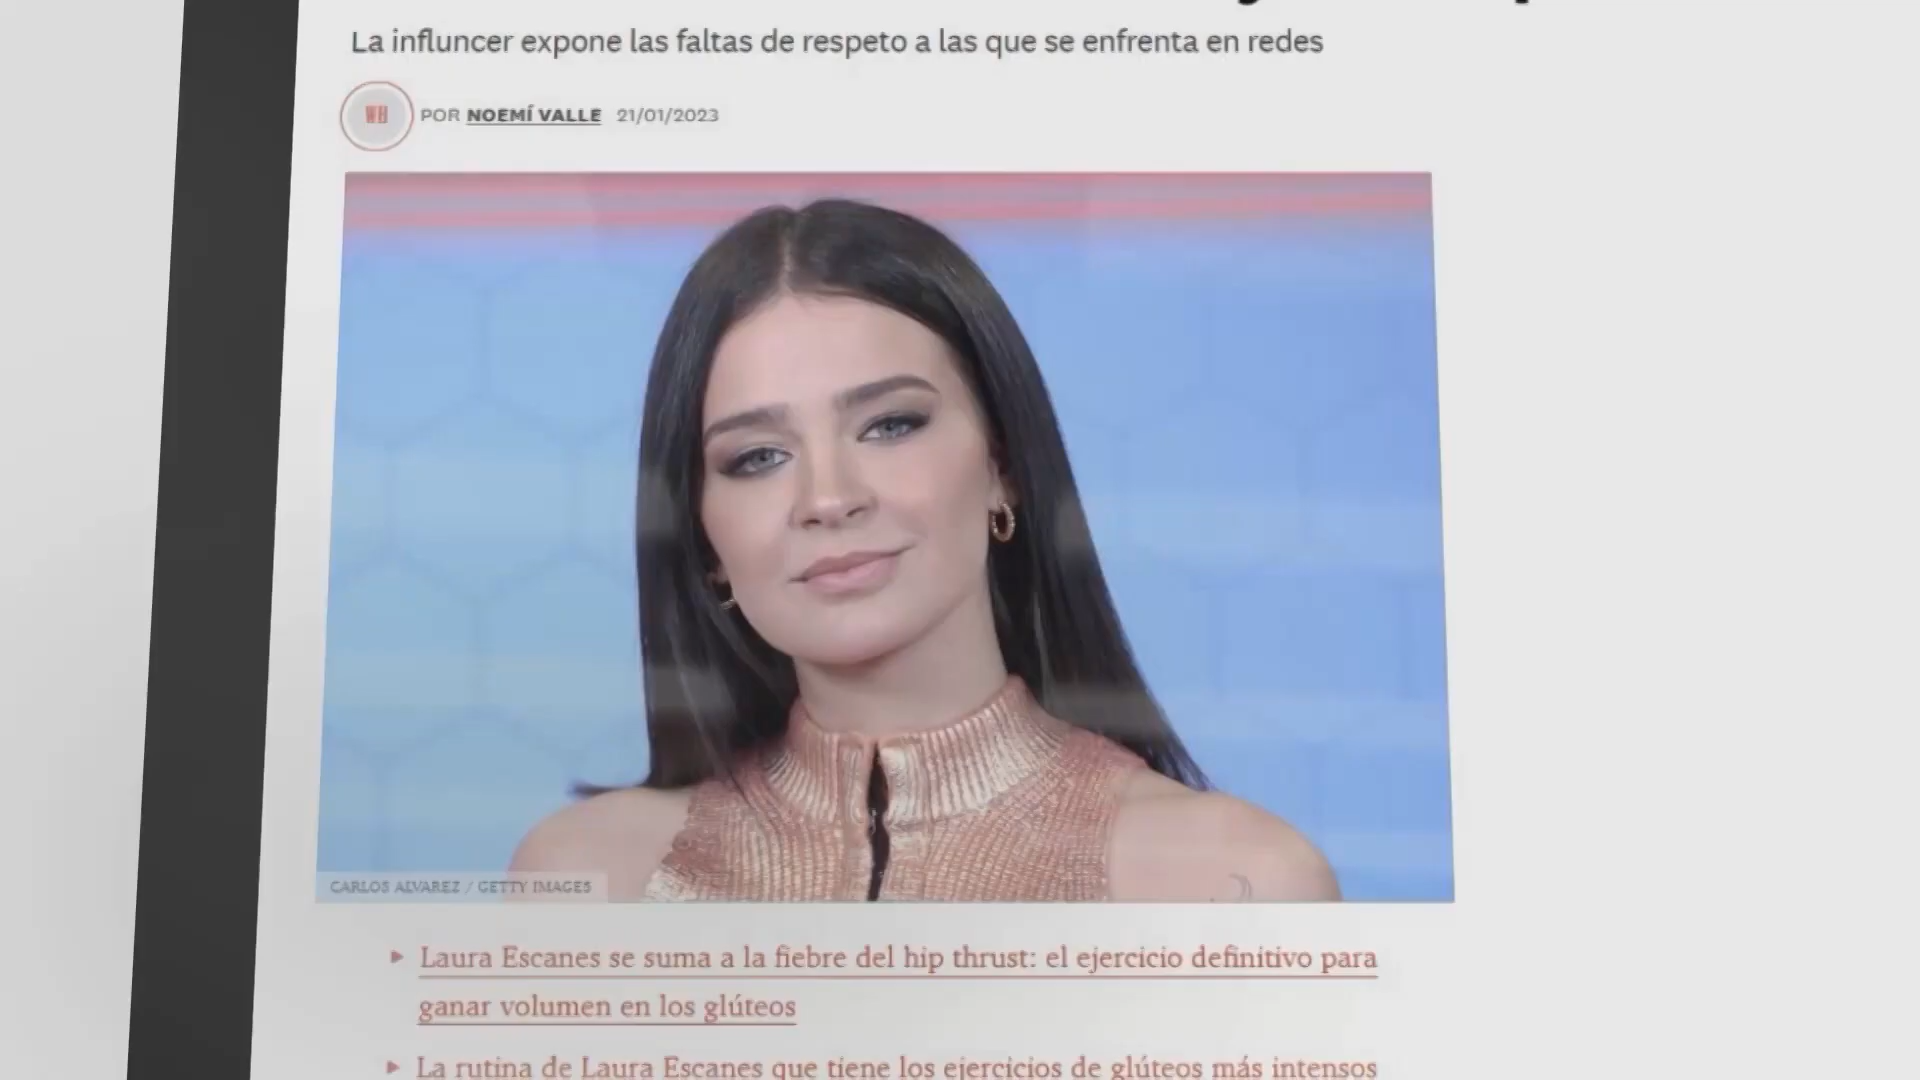 La influncer expone las faltas de respeto a las que se enfrenta en redes
WH
POR NOEMÍ VALLE 21/01/2023
CARLOS ALVAREZ / GETTY IMAGES
Laura Escanes se suma a la fiebre del hip thrust: el ejercicio definitivo para
ganar volumen en los glúteos
La rutina de Laura Escanes que tiene los ejercicios de glúteos más intensos